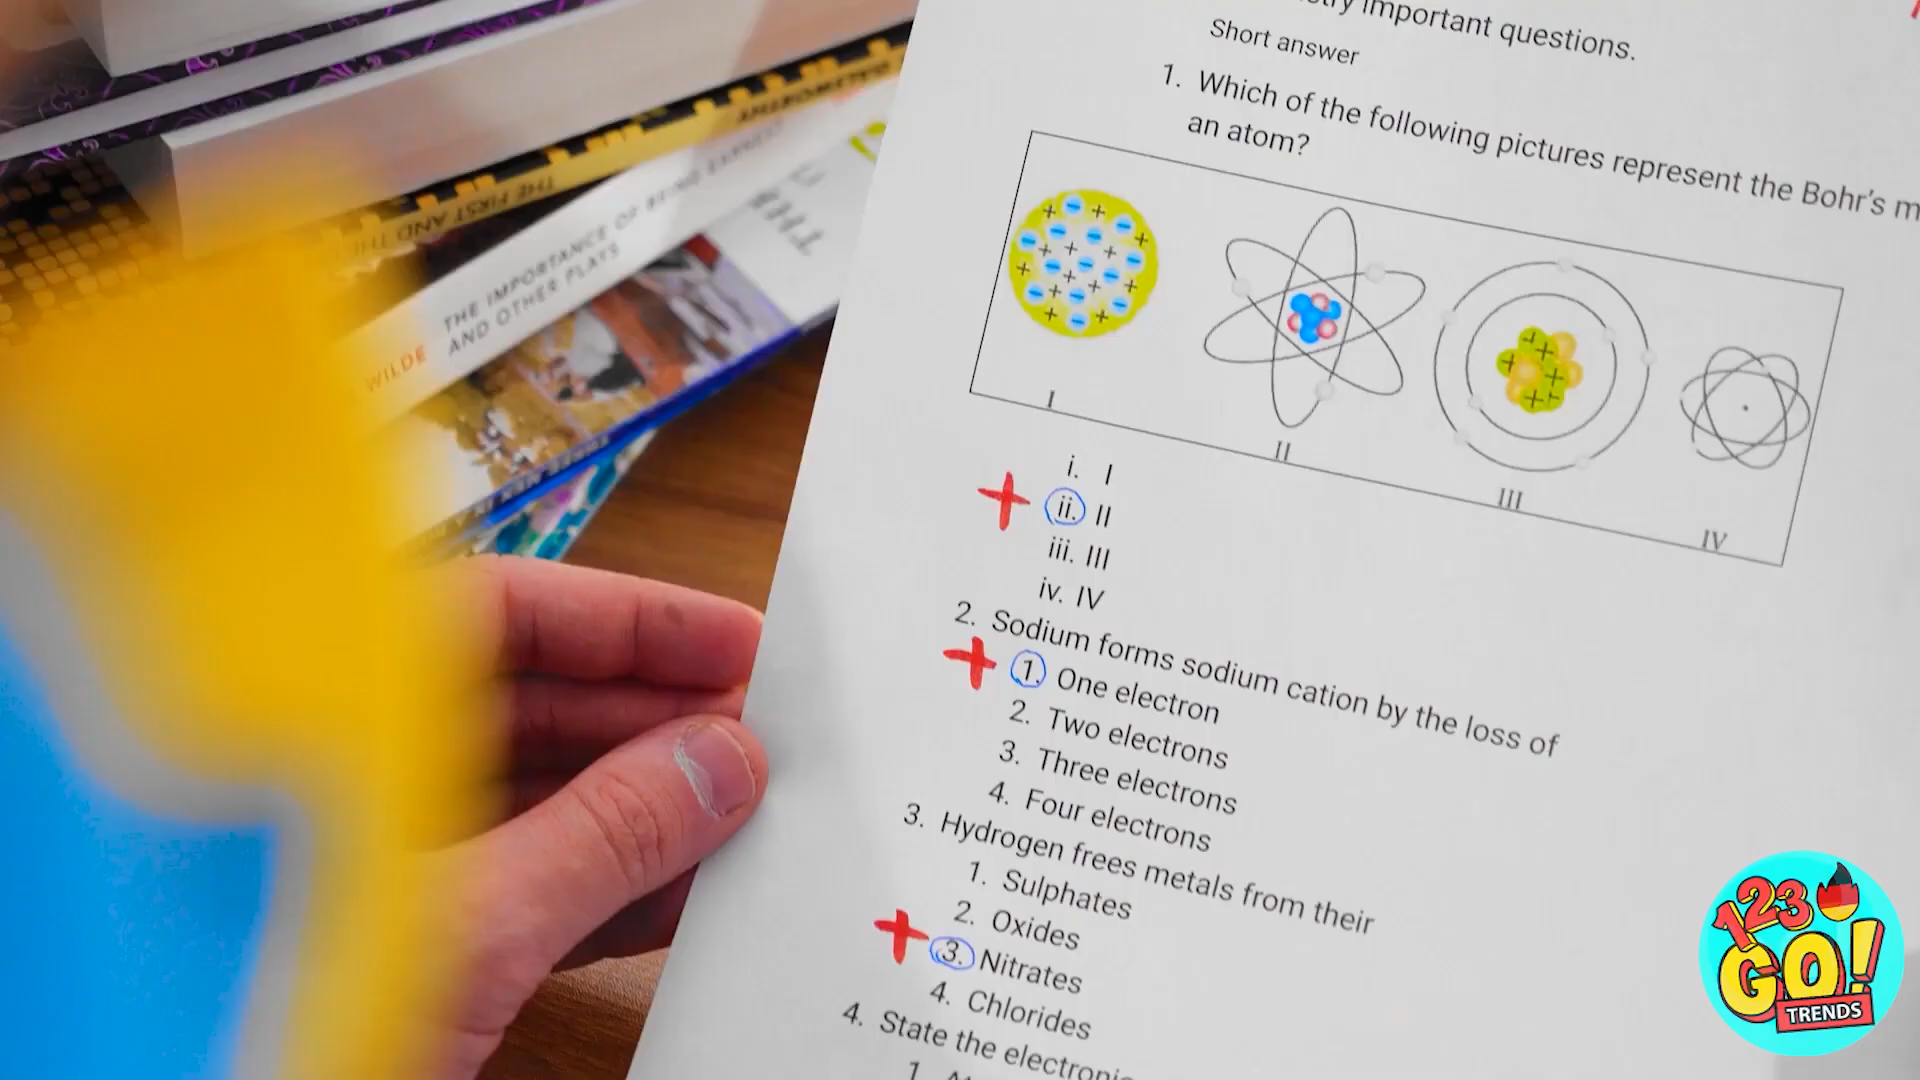 important questions.
Short answer
1. Which of the following pictures represent the Bohr's
an atom?
I
II
III
IV
i. I
ii. II
iii. III
iv. IV
2. Sodium forms sodium cation by the loss of
1. One electron
2. Two electrons
3. Three electrons
4. Four electrons
3. Hydrogen frees metals from their
1. Sulphates
2. Oxides
3. Nitrates
4. Chlorides
4. State the electronic
1.
THE FIRST AND THE
WILDE
THE IMPORTANCE OF BEING EARNEST
AND OTHER PLAYS
123
GO!
TRENDS